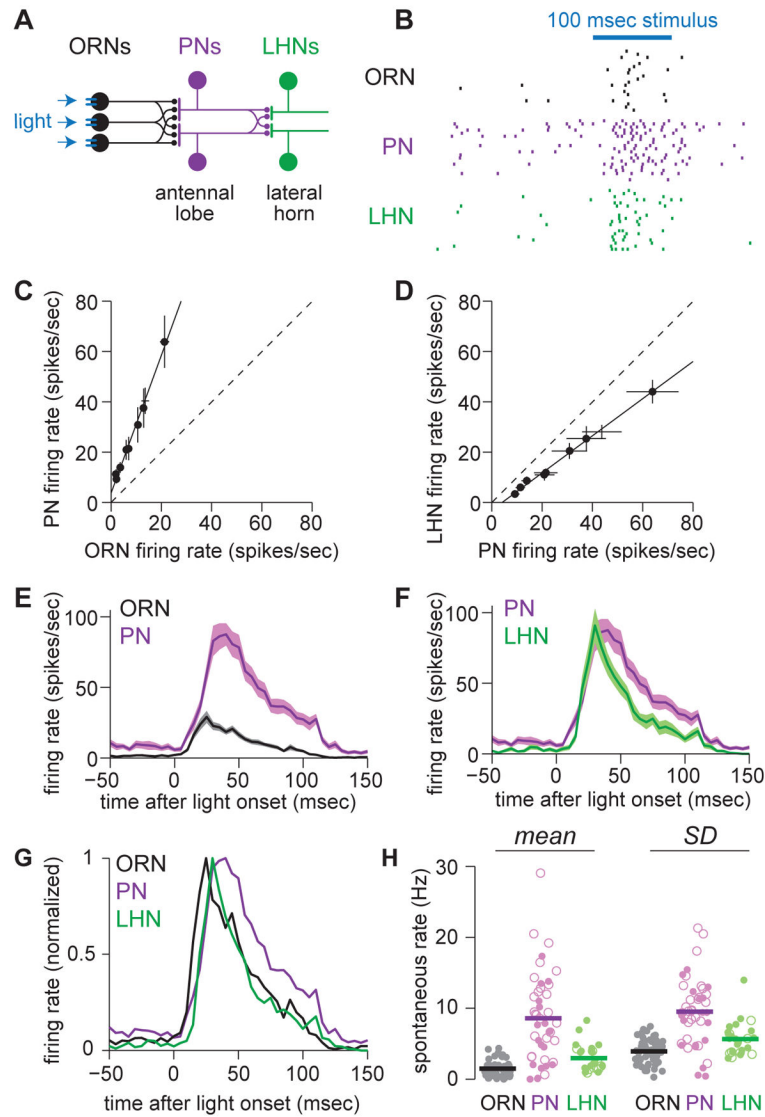 A
ORNs PNs LHNs
light
antennal lateral
lobe horn
B
100 msec stimulus
ORN
PN
LHN
C
80
60
40
20
0
0 20 40 60 80
PN firing rate (spikes/sec)
ORN firing rate (spikes/sec)
D
80
60
40
20
0
0 20 40 60 80
LHN firing rate (spikes/sec)
PN firing rate (spikes/sec)
E
ORN
PN
100
50
0
−50 0 50 100 150
firing rate (spikes/sec)
time after light onset (msec)
F
PN
LHN
100
50
0
−50 0 50 100 150
firing rate (spikes/sec)
time after light onset (msec)
G
ORN
PN
LHN
1
0.5
0
−50 0 50 100 150
firing rate (normalized)
time after light onset (msec)
H
mean SD
30
20
10
0
spontaneous rate (Hz)
ORN PN LHN ORN PN LHN